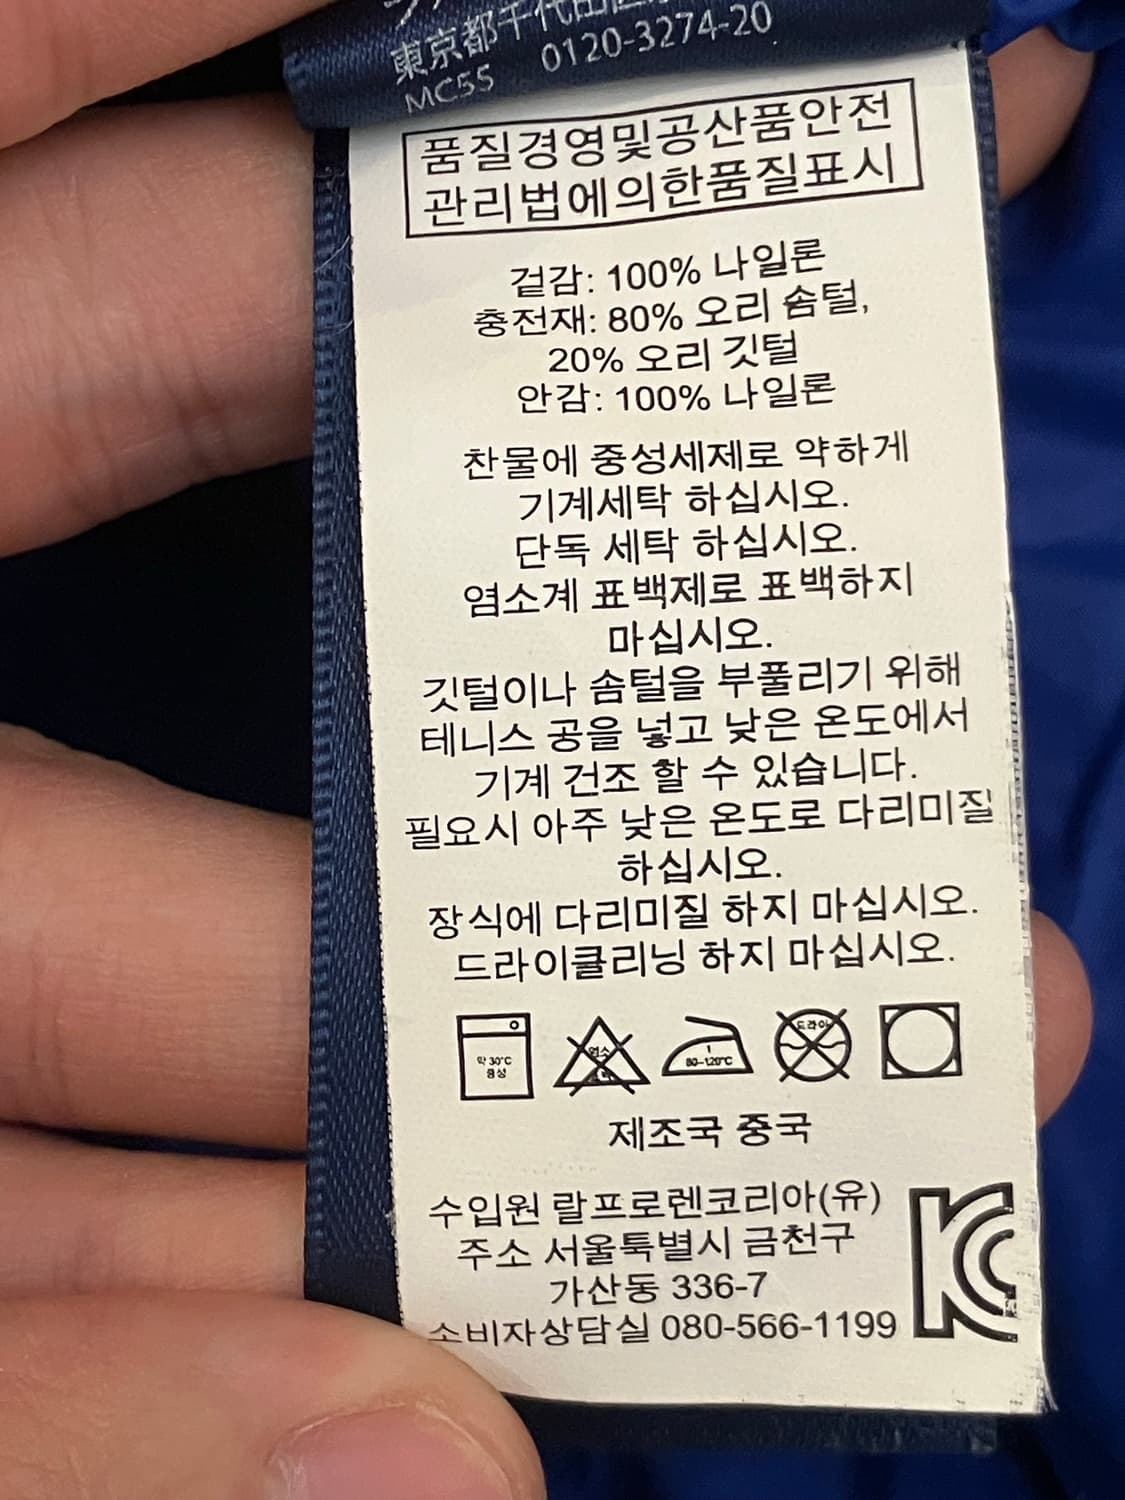 東京都千代田区
MC55 0120-3274-20
품질경영및공산품안전
관리법에의한품질표시
겉감: 100% 나일론
충전재: 80% 오리 솜털,
20% 오리 깃털
안감: 100% 나일론
찬물에 중성세제로 약하게
기계세탁 하십시오.
단독 세탁 하십시오.
염소계 표백제로 표백하지
마십시오.
깃털이나 솜털을 부풀리기 위해
테니스 공을 넣고 낮은 온도에서
기계 건조 할 수 있습니다.
필요시 아주 낮은 온도로 다리미질
하십시오.
장식에 다리미질 하지 마십시오.
드라이클리닝 하지 마십시오.
약 30°C
중성
염소
표백
1
80-120°C
드라이
제조국 중국
수입원 랄프로렌코리아(유)
주소 서울특별시 금천구
가산동 336-7
소비자상담실 080-566-1199
KC